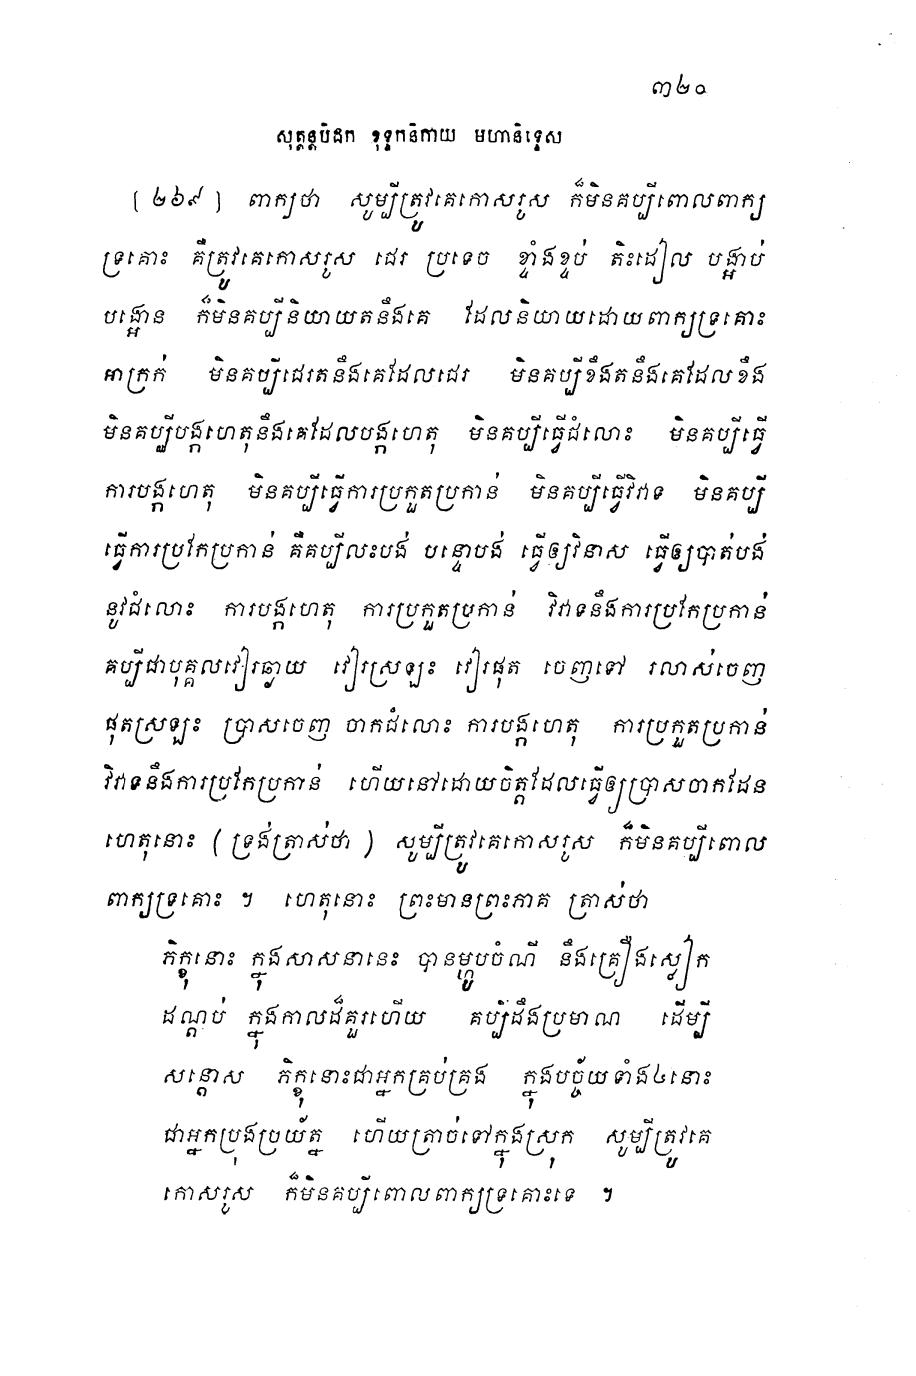 ៣២០
សុត្តន្តបិដក ខុទ្ទកនិកាយ មហានិទ្ទេស
[ ២៦៩ ] ពាក្យថា សូម្បីត្រូវគេកោសរូស ក៏មិនគប្បីពោលពាក្យ
ទ្រគោះ គឺត្រូវគេកោសរូស ជេរ ប្រទេច ខ្ទាំងខ្ទប់ តិះដៀល បង្អាប់
បង្អោន ក៏មិនគប្បីនិយាយតនឹងគេ ដែលនិយាយដោយពាក្យទ្រគោះ
អាក្រក់ មិនគប្បីជេរតនឹងគេដែលជេរ មិនគប្បីខឹងតនឹងគេដែលខឹង
មិនគប្បីបង្កហេតុនឹងគេដែលបង្កហេតុ មិនគប្បីធ្វើជំលោះ មិនគប្បីធ្វើ
ការបង្កហេតុ មិនគប្បីធ្វើការប្រកួតប្រកាន់ មិនគប្បីធ្វើវិវាទ មិនគប្បី
ធ្វើការប្រកែប្រកាន់ គឺគប្បីលះបង់ បន្ទោបង់ ធ្វើឲ្យវិនាស ធ្វើឲ្យបាត់បង់
នូវជំលោះ ការបង្កហេតុ ការប្រកួតប្រកាន់ វិវាទនឹងការប្រកែប្រកាន់
គប្បីជាបុគ្គលវៀរឆ្ងាយ វៀរស្រឡះ វៀរផុត ចេញទៅ រលាស់ចេញ
ផុតស្រឡះ ប្រាសចេញ ចាកជំលោះ ការបង្កហេតុ ការប្រកួតប្រកាន់
វិវាទនឹងការប្រកែប្រកាន់ ហើយនៅដោយចិត្តដែលធ្វើឲ្យប្រាសចាកដែន
ហេតុនោះ ( ទ្រង់ត្រាស់ថា ) សូម្បីត្រូវគេកោសរូស ក៏មិនគប្បីពោល
ពាក្យទ្រគោះ ។ ហេតុនោះ ព្រះមានព្រះភាគ ត្រាស់ថា
ភិក្ខុនោះ ក្នុងសាសនានេះ បានម្ហូបចំណី នឹងគ្រឿងស្លៀក
ដណ្តប់ ក្នុងកាលដ៏គួរហើយ គប្បីដឹងប្រមាណ ដើម្បី
សន្តោស ភិក្ខុនោះជាអ្នកគ្រប់គ្រង ក្នុងបច្ច័យទាំង៤នោះ
ជាអ្នកប្រុងប្រយ័ត្ន ហើយត្រាច់ទៅក្នុងស្រុក សូម្បីត្រូវគេ
កោសរូស ក៏មិនគប្បីពោលពាក្យទ្រគោះទេ ។